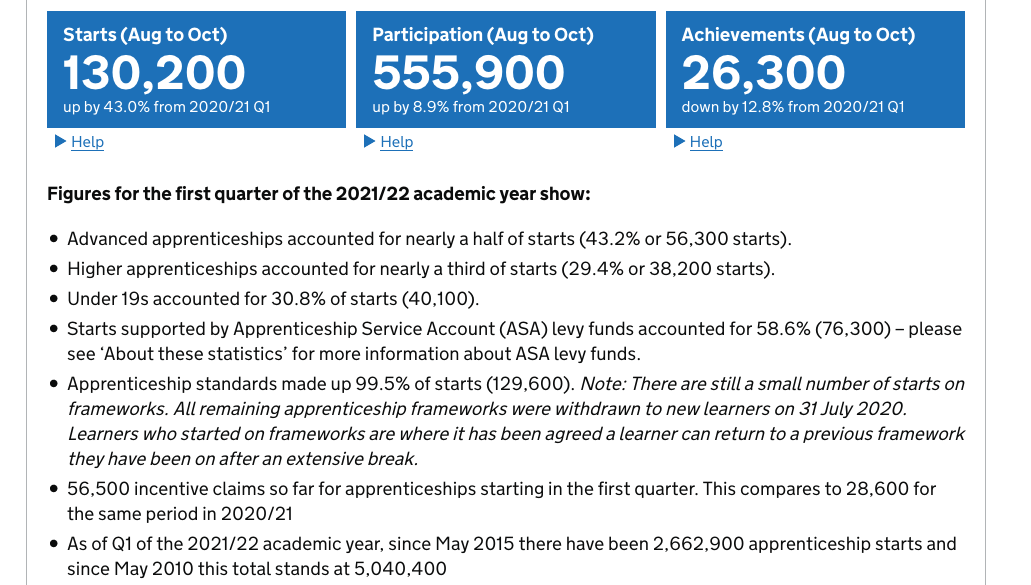 Starts (Aug to Oct)
130,200
up by 43.0% from 2020/21 Q1
Help
Participation (Aug to Oct)
555,900
up by 8.9% from 2020/21 Q1
Help
Achievements (Aug to Oct)
26,300
down by 12.8% from 2020/21 Q1
Help
Figures for the first quarter of the 2021/22 academic year show:
• Advanced apprenticeships accounted for nearly a half of starts (43.2% or 56,300 starts).
• Higher apprenticeships accounted for nearly a third of starts (29.4% or 38,200 starts).
• Under 19s accounted for 30.8% of starts (40,100).
• Starts supported by Apprenticeship Service Account (ASA) levy funds accounted for 58.6% (76,300) – please
see ‘About these statistics’ for more information about ASA levy funds.
• Apprenticeship standards made up 99.5% of starts (129,600). Note: There are still a small number of starts on
frameworks. All remaining apprenticeship frameworks were withdrawn to new learners on 31 July 2020.
Learners who started on frameworks are where it has been agreed a learner can return to a previous framework
they have been on after an extensive break.
• 56,500 incentive claims so far for apprenticeships starting in the first quarter. This compares to 28,600 for
the same period in 2020/21
• As of Q1 of the 2021/22 academic year, since May 2015 there have been 2,662,900 apprenticeship starts and
since May 2010 this total stands at 5,040,400